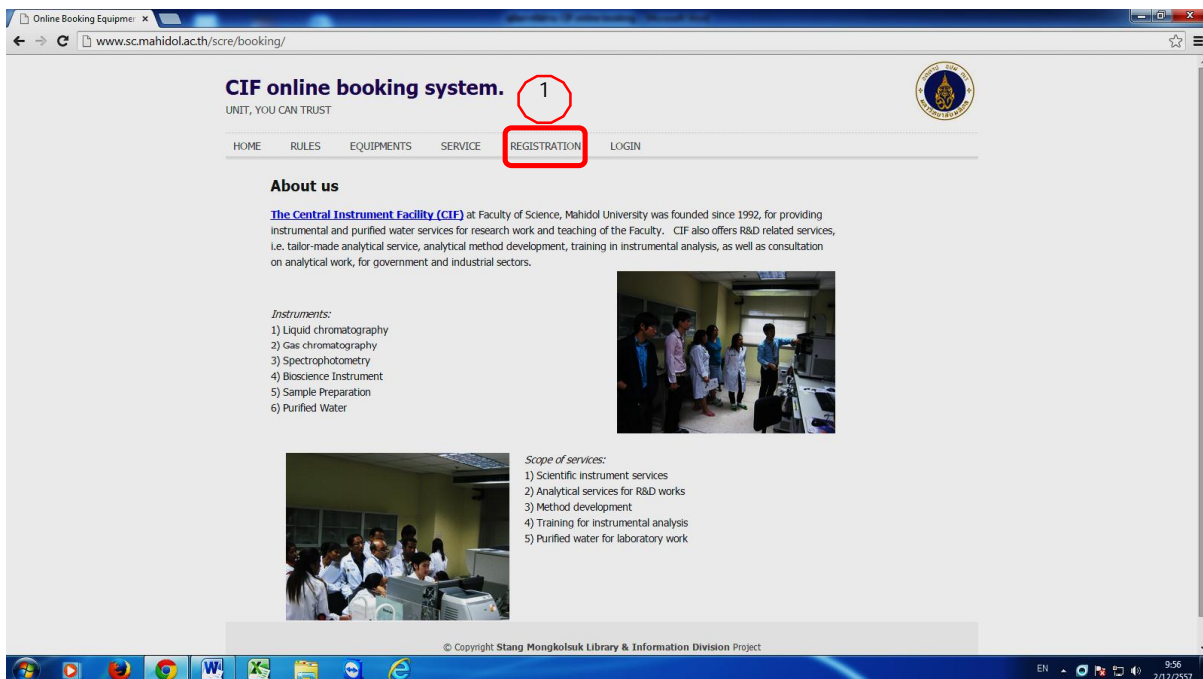 Online Booking Equipmer
www.sc.mahidol.ac.th/scre/booking/
CIF online booking system.
1
UNIT, YOU CAN TRUST
HOME RULES EQUIPMENTS SERVICE REGISTRATION LOGIN
About us
The Central Instrument Facility (CIF) at Faculty of Science, Mahidol University was founded since 1992, for providing
instrumental and purified water services for research work and teaching of the Faculty. CIF also offers R&D related services,
i.e. tailor-made analytical service, analytical method development, training in instrumental analysis, as well as consultation
on analytical work, for government and industrial sectors.
Instruments:
1) Liquid chromatography
2) Gas chromatography
3) Spectrophotometry
4) Bioscience Instrument
5) Sample Preparation
6) Purified Water
Scope of services:
1) Scientific instrument services
2) Analytical services for R&D works
3) Method development
4) Training for instrumental analysis
5) Purified water for laboratory work
© Copyright Stang Mongkolsuk Library & Information Division Project
EN
9:56
2/12/2557